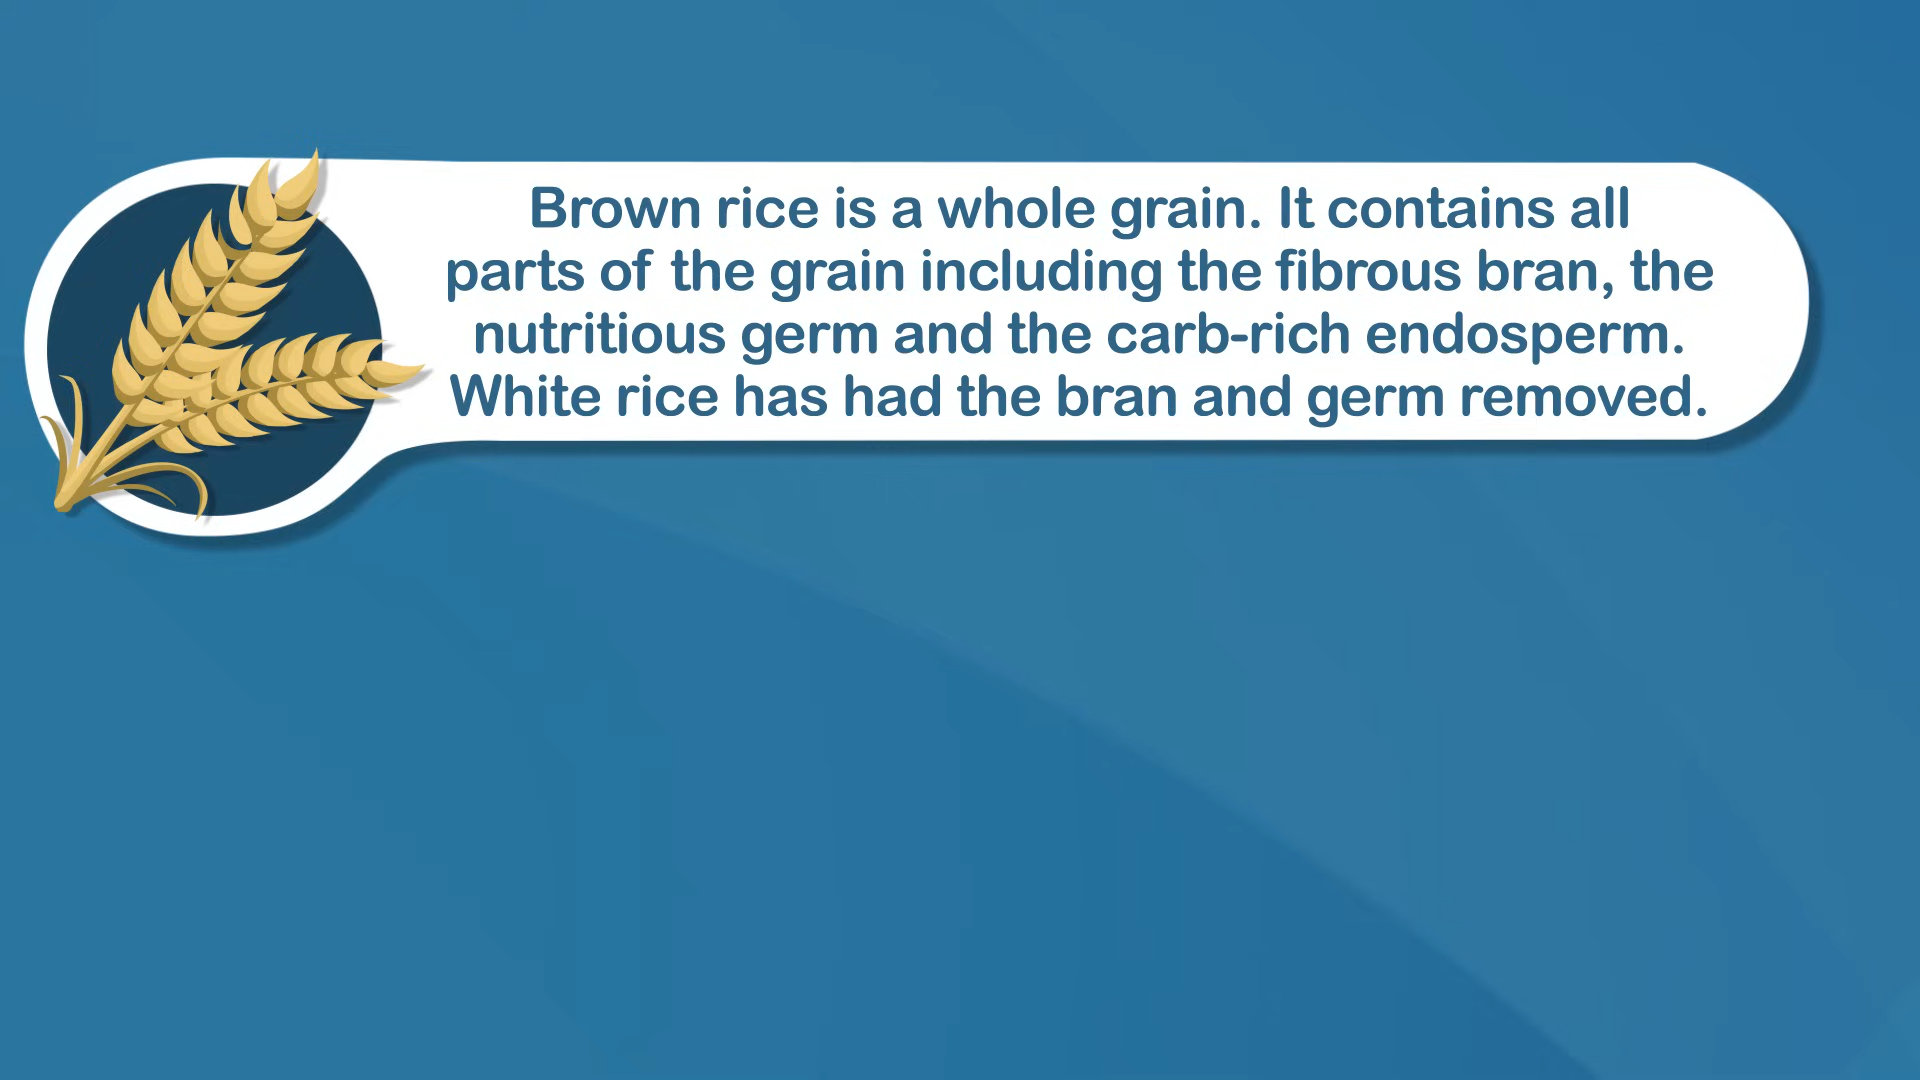 Brown rice is a whole grain. It contains all
parts of the grain including the fibrous bran, the
nutritious germ and the carb-rich endosperm.
White rice has had the bran and germ removed.